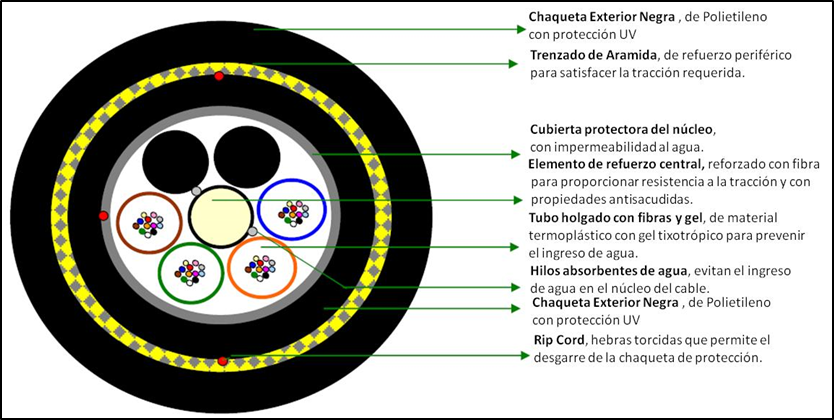 Chaqueta Exterior Negra , de Polietileno
con protección UV
Trenzado de Aramida, de refuerzo periférico
para satisfacer la tracción requerida.
Cubierta protectora del núcleo,
con impermeabilidad al agua.
Elemento de refuerzo central, reforzado con fibra
para proporcionar resistencia a la tracción y con
propiedades antisacudidas.
Tubo holgado con fibras y gel, de material
termoplástico con gel tixotrópico para prevenir
el ingreso de agua.
Hilos absorbentes de agua, evitan el ingreso
de agua en el núcleo del cable.
Chaqueta Exterior Negra , de Polietileno
con protección UV
Rip Cord, hebras torcidas que permite el
desgarre de la chaqueta de protección.